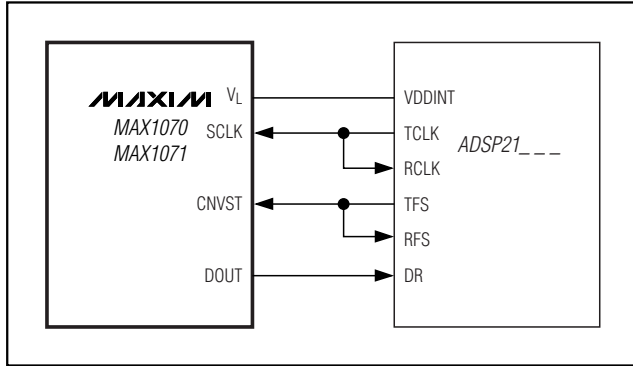 MAXIM
MAX1070
MAX1071
VL
SCLK
CNVST
DOUT
VDDINT
TCLK
RCLK
TFS
RFS
DR
ADSP21_ _ _